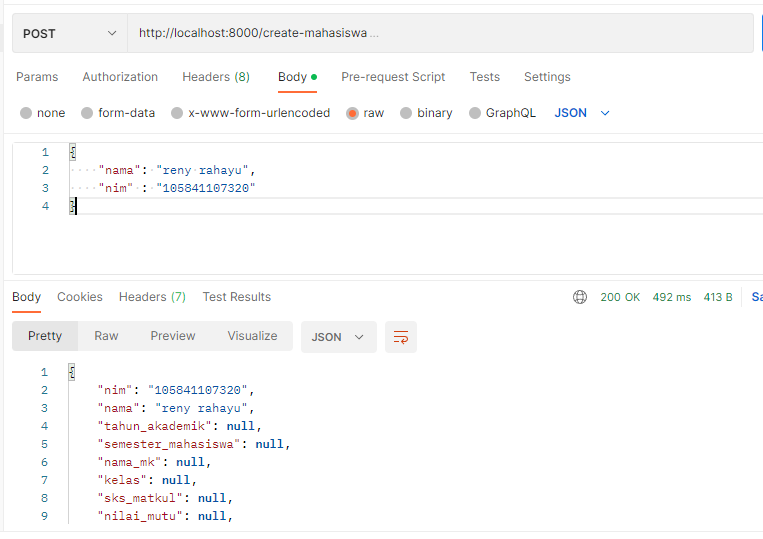 POST http://localhost:8000/create-mahasiswa ...
Params Authorization Headers (8) Body Pre-request Script Tests Settings
none form-data x-www-form-urlencoded raw binary GraphQL JSON
1 {
2 "nama": "reny rahayu",
3 "nim" : "105841107320"
4 }
Body Cookies Headers (7) Test Results 200 OK 492 ms 413 B Sa
Pretty Raw Preview Visualize JSON
1 {
2 "nim": "105841107320",
3 "nama": "reny rahayu",
4 "tahun_akademik": null,
5 "semester_mahasiswa": null,
6 "nama_mk": null,
7 "kelas": null,
8 "sks_matkul": null,
9 "nilai_mutu": null,